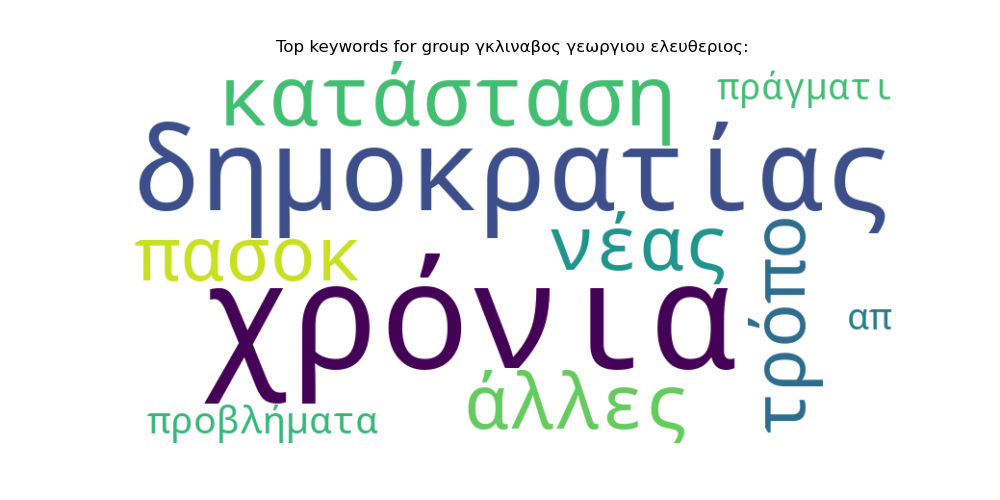 Top keywords for group γκλιναβος γεωργιου ελευθεριος:
κατάσταση
πράγματι
δημοκρατίας
πασοκ
νέας
τρόπο
χρόνια
απ
άλλες
προβλήματα